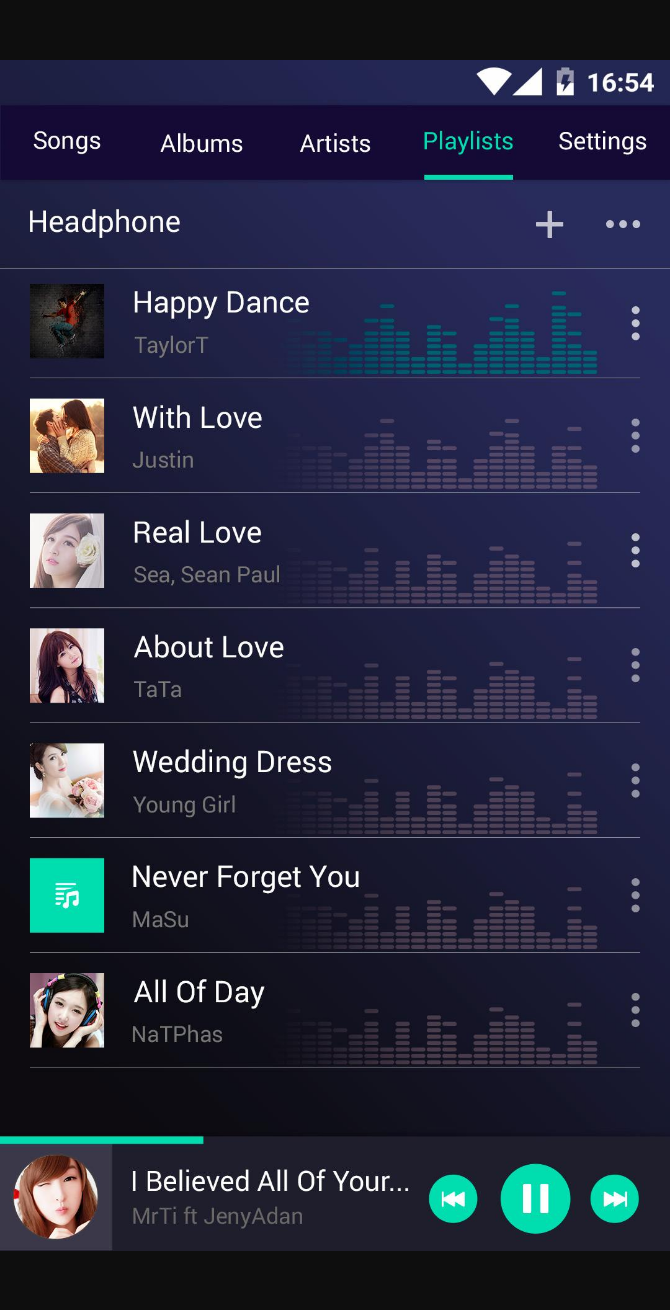 16:54
Songs Albums Artists Playlists Settings
Headphone
Happy Dance
TaylorT
With Love
Justin
Real Love
Sea, Sean Paul
About Love
TaTa
Wedding Dress
Young Girl
Never Forget You
MaSu
All Of Day
NaTPhas
I Believed All Of Your...
MrTi ft JenyAdan